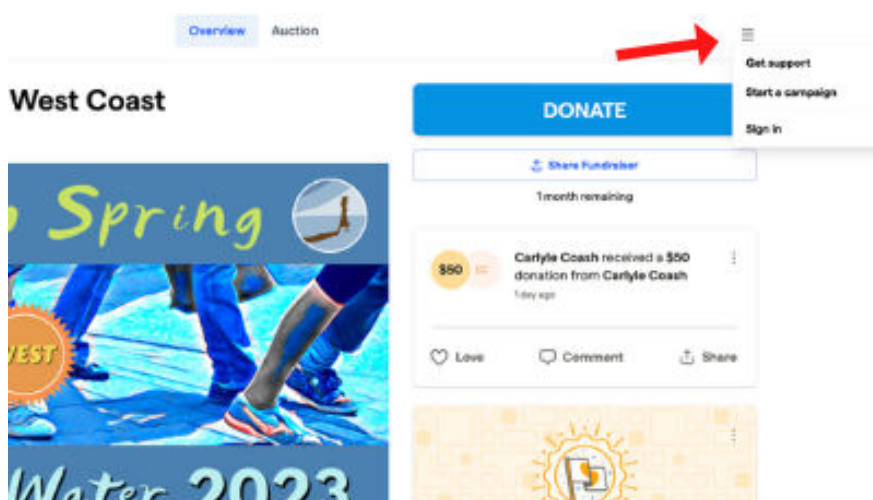 Overview Auction
Get support
Start a campaign
Sign in
West Coast
DONATE
Share Fundraiser
1 month remaining
Spring
WEST
Water 2023
$50
Carlyle Coash received a $50
donation from Carlyle Coash
1 day ago
Love Comment Share